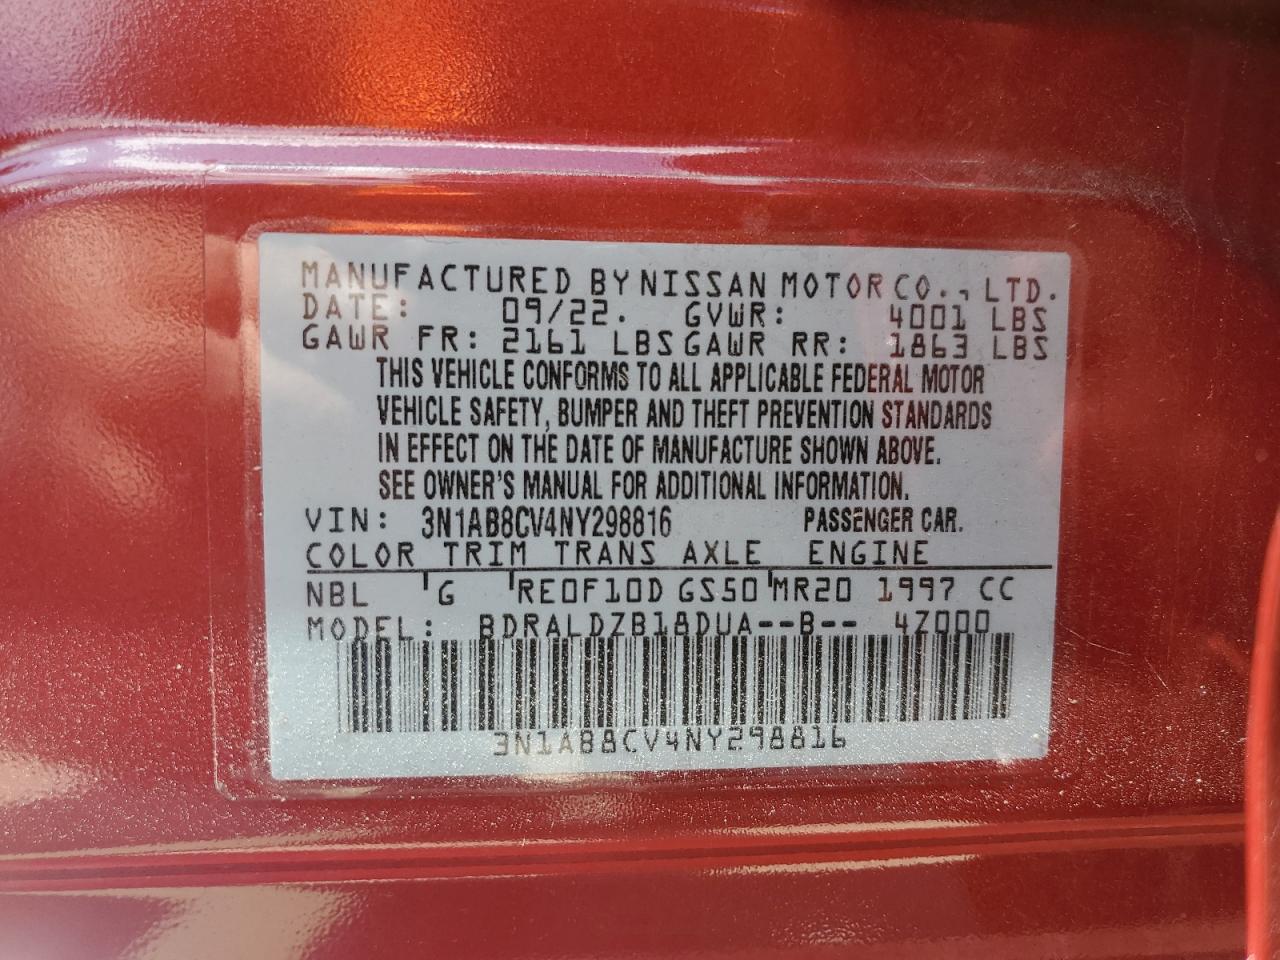 MANUFACTURED BY NISSAN MOTOR CO., LTD.
DATE: 09/22. GVWR: 4001 LBS
GAWR FR: 2161 LBS GAWR RR: 1863 LBS
THIS VEHICLE CONFORMS TO ALL APPLICABLE FEDERAL MOTOR
VEHICLE SAFETY, BUMPER AND THEFT PREVENTION STANDARDS
IN EFFECT ON THE DATE OF MANUFACTURE SHOWN ABOVE.
SEE OWNER'S MANUAL FOR ADDITIONAL INFORMATION.
VIN: 3N1AB8CV4NY298816 PASSENGER CAR.
COLOR TRIM TRANS AXLE ENGINE
NBL G RE0F10D GS50 MR20 1997 CC
MODEL: BDRALDZB18DUA--B-- 4Z000
3N1AB8CV4NY298816